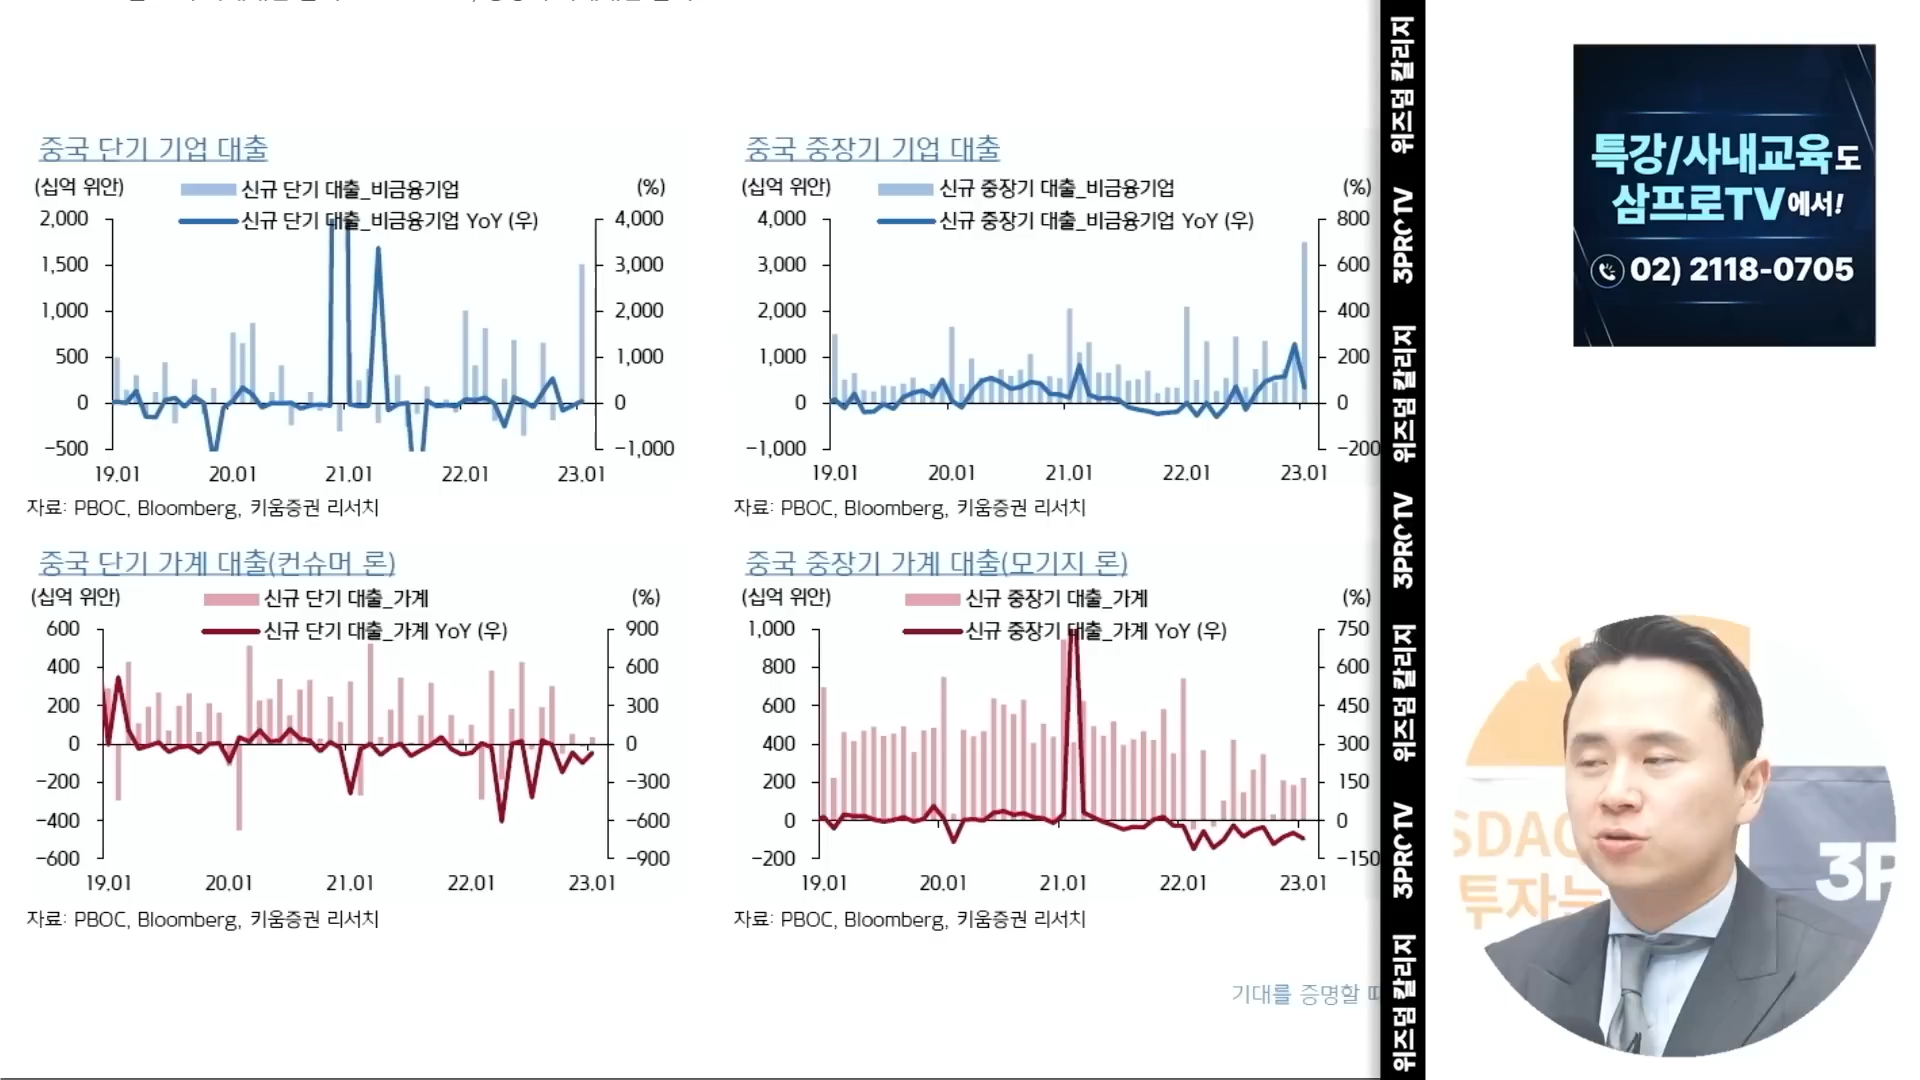 중국 단기 기업 대출
(십억 위안)
신규 단기 대출_비금융기업
(%)
신규 단기 대출_비금융기업 YoY (우)
2,000
1,500
1,000
500
0
-500
4,000
3,000
2,000
1,000
0
-1,000
19.01 20.01 21.01 22.01 23.01
자료: PBOC, Bloomberg, 키움증권 리서치
중국 중장기 기업 대출
(십억 위안)
신규 중장기 대출_비금융기업
(%)
신규 중장기 대출_비금융기업 YoY (우)
4,000
3,000
2,000
1,000
0
-1,000
800
600
400
200
0
-200
19.01 20.01 21.01 22.01 23.01
자료: PBOC, Bloomberg, 키움증권 리서치
중국 단기 가계 대출(컨슈머 론)
(십억 위안)
신규 단기 대출_가계
(%)
신규 단기 대출_가계 YoY (우)
600
400
200
0
-200
-400
-600
900
600
300
0
-300
-600
-900
19.01 20.01 21.01 22.01 23.01
자료: PBOC, Bloomberg, 키움증권 리서치
중국 중장기 가계 대출(모기지 론)
(십억 위안)
신규 중장기 대출_가계
(%)
신규 중장기 대출_가계 YoY (우)
1,000
800
600
400
200
0
-200
750
600
450
300
150
0
-150
19.01 20.01 21.01 22.01 23.01
자료: PBOC, Bloomberg, 키움증권 리서치
기대를 증명할
위즈덤 칼리지
3PROTV
위즈덤 칼리지
3PROTV
위즈덤 칼리지
3PROTV
위즈덤 칼리지
특강/사내교육도
삼프로TV에서!
02) 2118-0705
SDAQ
투자는
3P